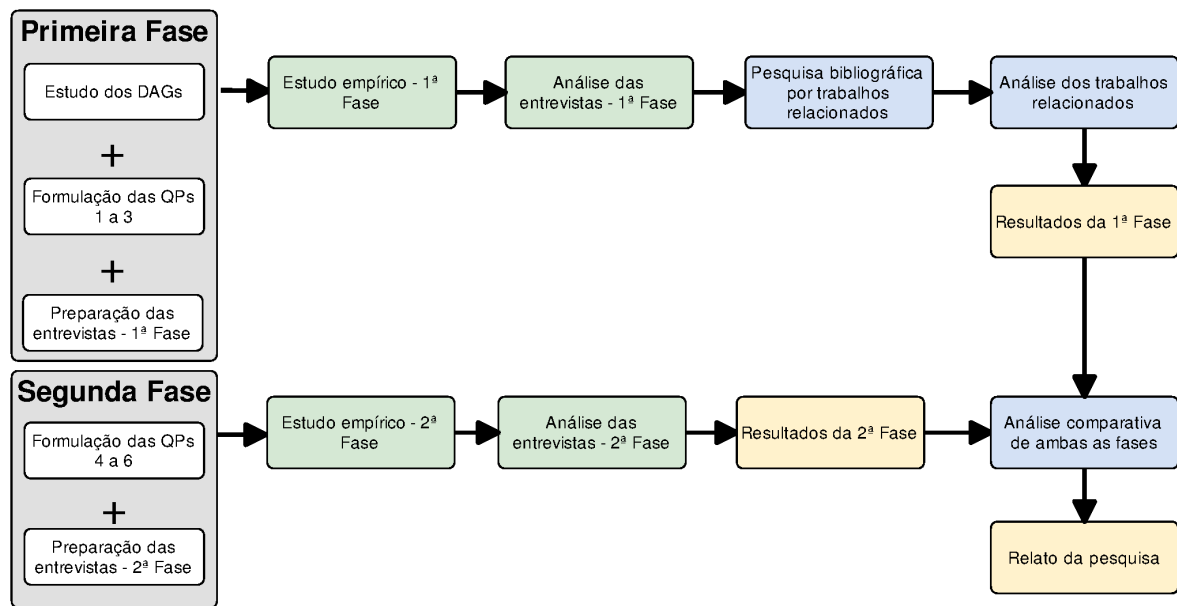 Primeira Fase
Estudo dos DAGs
+
Formulação das QPs
1 a 3
+
Preparação das
entrevistas - 1ª Fase
Estudo empírico - 1ª
Fase
Análise das
entrevistas - 1ª Fase
Pesquisa bibliográfica
por trabalhos
relacionados
Análise dos trabalhos
relacionados
Resultados da 1ª Fase
Segunda Fase
Formulação das QPs
4 a 6
+
Preparação das
entrevistas - 2ª Fase
Estudo empírico - 2ª
Fase
Análise das
entrevistas - 2ª Fase
Resultados da 2ª Fase
Análise comparativa
de ambas as fases
Relato da pesquisa